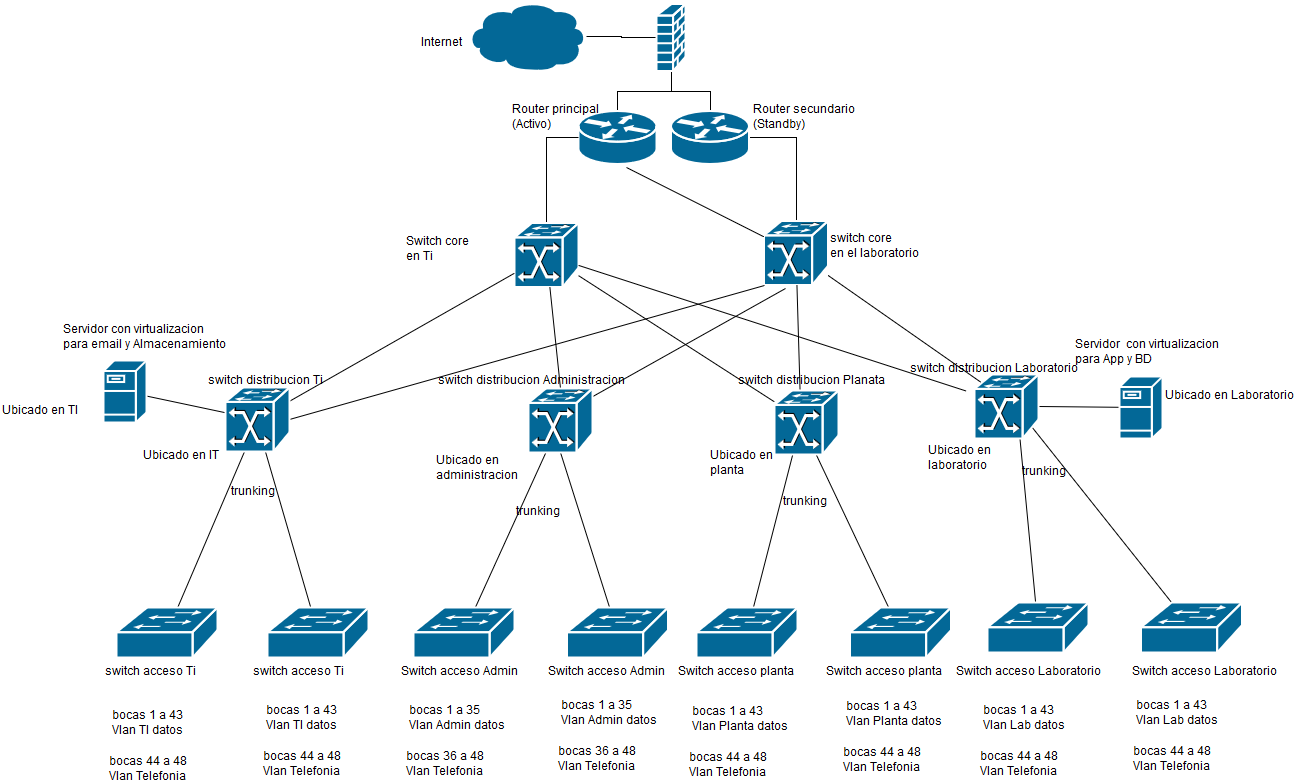 Internet
Router principal
(Activo)
Router secundario
(Standby)
Switch core
en Ti
switch core
en el laboratorio
Servidor con virtualizacion
para email y Almacenamiento
Ubicado en TI
switch distribucion Ti
Ubicado en IT
switch distribucion Administracion
Ubicado en
administracion
switch distribucion Planata
Ubicado en
planta
switch distribucion Laboratorio
Ubicado en
laboratorio
Servidor con virtualizacion
para App y BD
Ubicado en Laboratorio
trunking
trunking
trunking
trunking
switch acceso Ti
switch acceso Ti
Switch acceso Admin
Switch acceso Admin
Switch acceso planta
Switch acceso planta
Switch acceso Laboratorio
Switch acceso Laboratorio
bocas 1 a 43
Vlan TI datos
bocas 1 a 43
Vlan TI datos
bocas 1 a 35
Vlan Admin datos
bocas 1 a 35
Vlan Admin datos
bocas 1 a 43
Vlan Planta datos
bocas 1 a 43
Vlan Planta datos
bocas 1 a 43
Vlan Lab datos
bocas 1 a 43
Vlan Lab datos
bocas 44 a 48
Vlan Telefonia
bocas 44 a 48
Vlan Telefonia
bocas 36 a 48
Vlan Telefonia
bocas 36 a 48
Vlan Telefonia
bocas 44 a 48
Vlan Telefonia
bocas 44 a 48
Vlan Telefonia
bocas 44 a 48
Vlan Telefonia
bocas 44 a 48
Vlan Telefonia